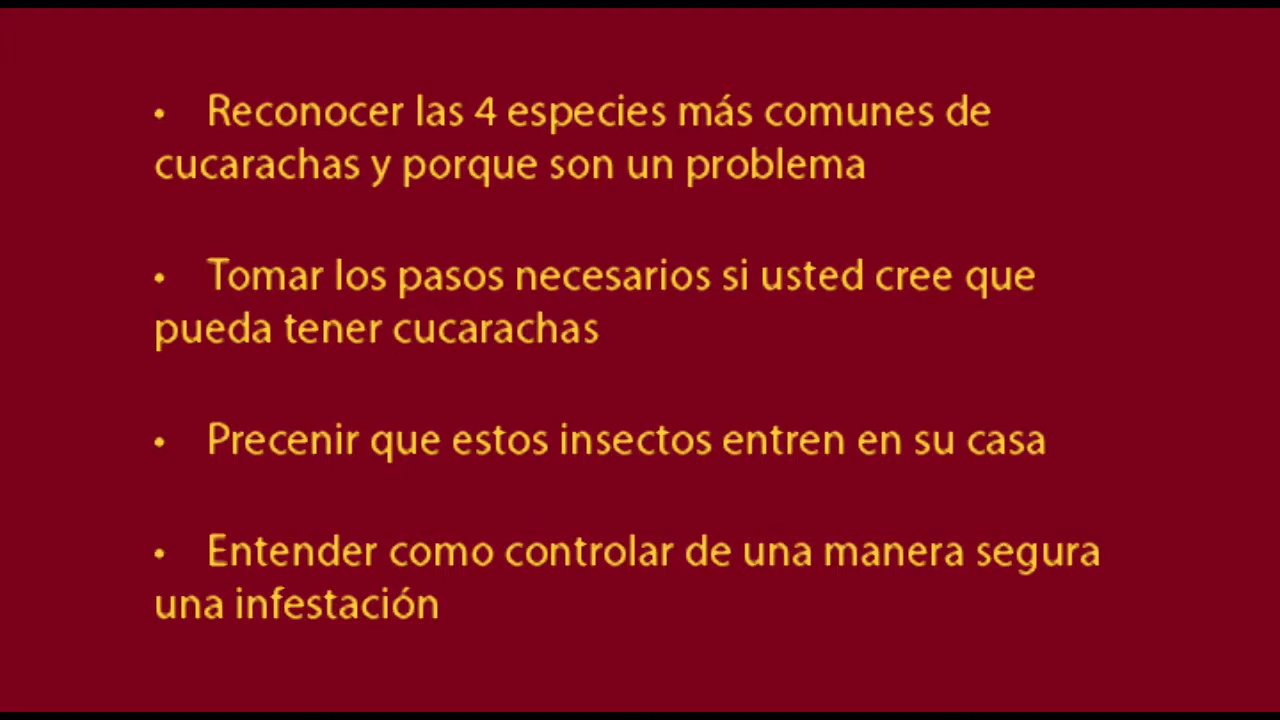 • Reconocer las 4 especies más comunes de
cucarachas y porque son un problema
• Tomar los pasos necesarios si usted cree que
pueda tener cucarachas
• Precenir que estos insectos entren en su casa
• Entender como controlar de una manera segura
una infestación